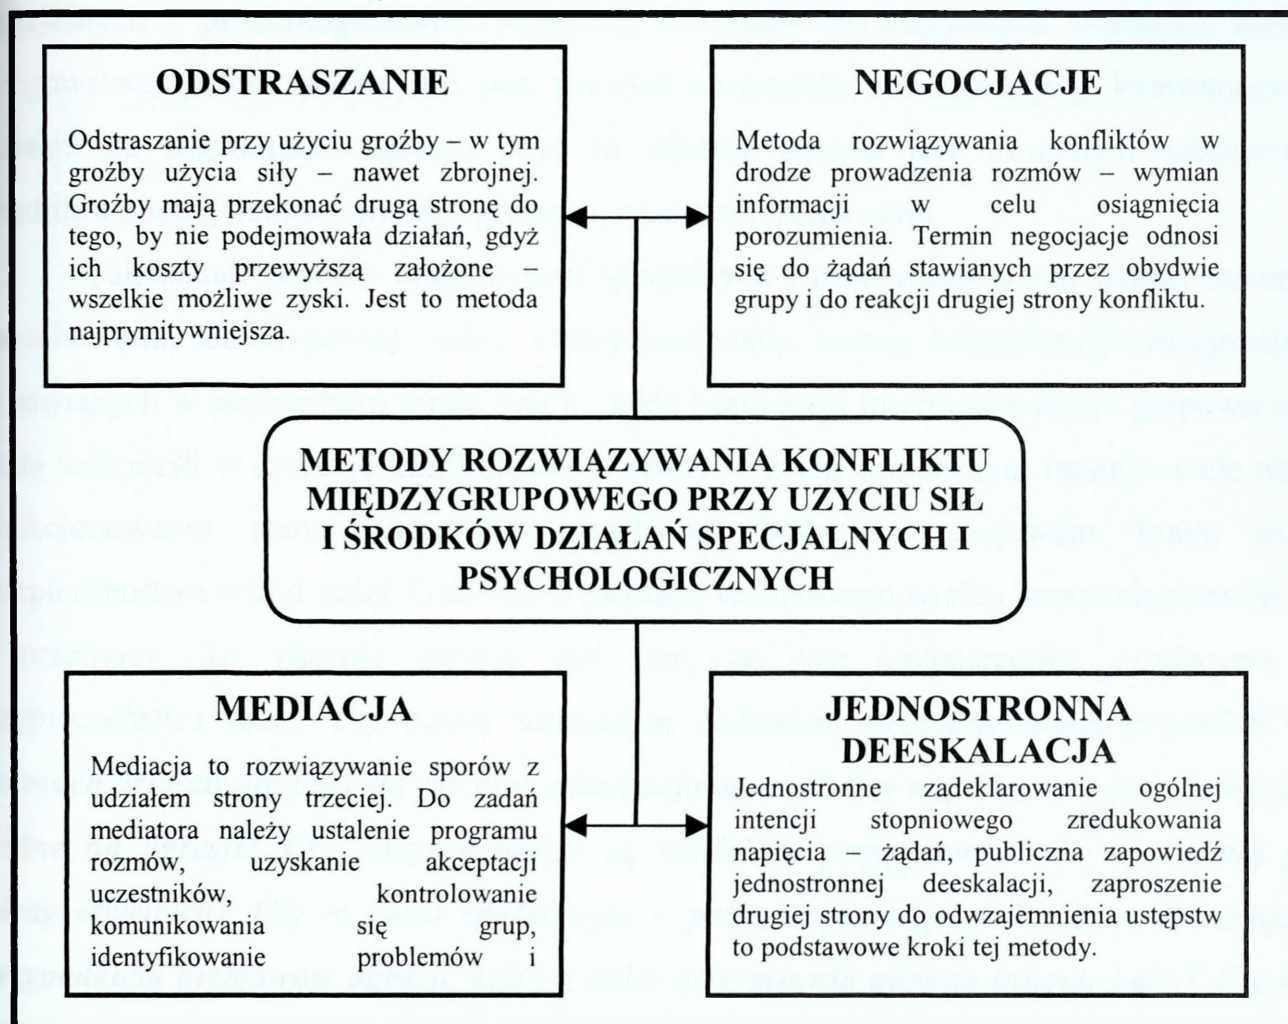 ODSTRASZANIE
Odstraszanie przy użyciu groźby – w tym
groźby użycia siły – nawet zbrojnej.
Groźby mają przekonać drugą stronę do
tego, by nie podejmowała działań, gdyż
ich koszty przewyższą założone –
wszelkie możliwe zyski. Jest to metoda
najprymitywniejsza.
NEGOCJACJE
Metoda rozwiązywania konfliktów w
drodze prowadzenia rozmów – wymian
informacji w celu osiągnięcia
porozumienia. Termin negocjacje odnosi
się do żądań stawianych przez obydwie
grupy i do reakcji drugiej strony konfliktu.
METODY ROZWIĄZYWANIA KONFLIKTU
MIĘDZYGRUPOWEGO PRZY UZYCIU SIŁ
I ŚRODKÓW DZIAŁAŃ SPECJALNYCH I
PSYCHOLOGICZNYCH
MEDIACJA
Mediacja to rozwiązywanie sporów z
udziałem strony trzeciej. Do zadań
mediatora należy ustalenie programu
rozmów, uzyskanie akceptacji
uczestników, kontrolowanie
komunikowania się grup,
identyfikowanie problemów i
JEDNOSTRONNA
DEESKALACJA
Jednostronne zadeklarowanie ogólnej
intencji stopniowego zredukowania
napięcia i żądań, publiczna zapowiedź
jednostronnej deeskalacji, zaproszenie
drugiej strony do odwzajemnienia ustępstw
to podstawowe kroki tej metody.